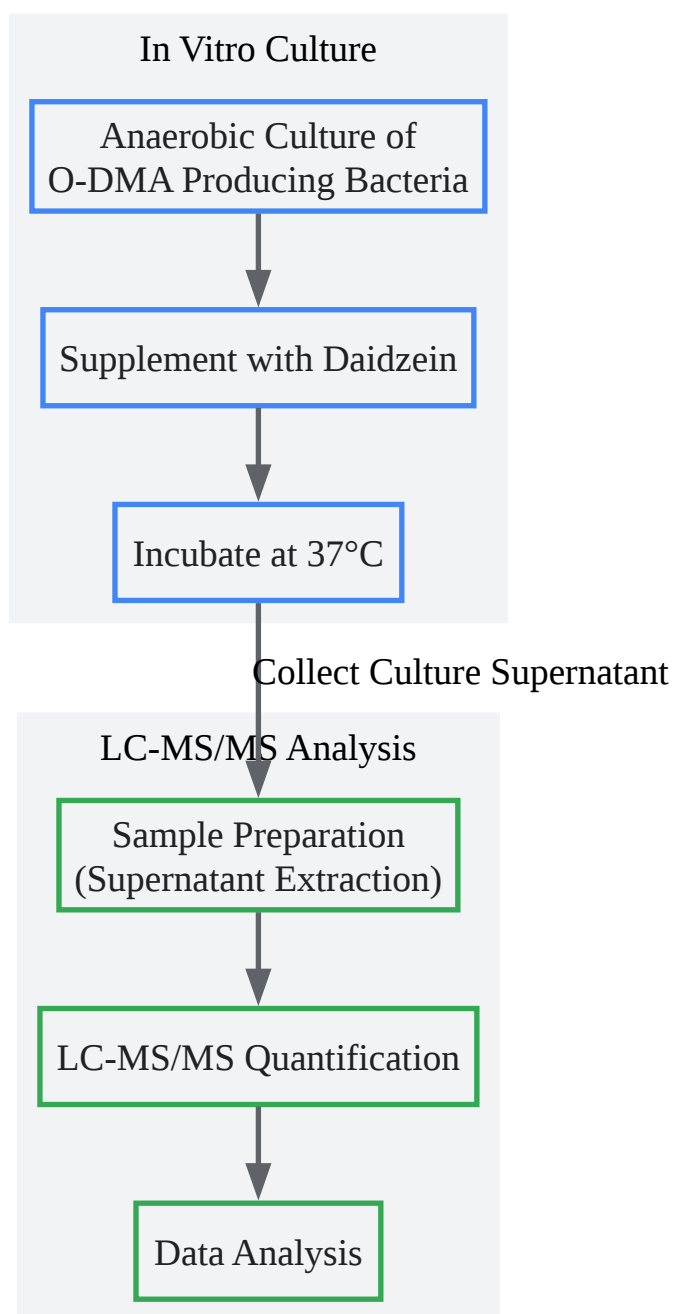 In Vitro Culture
Anaerobic Culture of
O-DMA Producing Bacteria
Supplement with Daidzein
Incubate at 37°C
Collect Culture Supernatant
LC-MS/MS Analysis
Sample Preparation
(Supernatant Extraction)
LC-MS/MS Quantification
Data Analysis